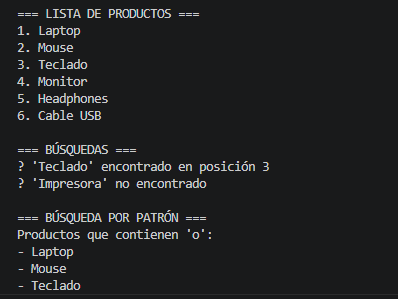 === LISTA DE PRODUCTOS ===
1. Laptop
2. Mouse
3. Teclado
4. Monitor
5. Headphones
6. Cable USB
=== BÚSQUEDAS ===
? 'Teclado' encontrado en posición 3
? 'Impresora' no encontrado
=== BÚSQUEDA POR PATRÓN ===
Productos que contienen 'o':
- Laptop
- Mouse
- Teclado